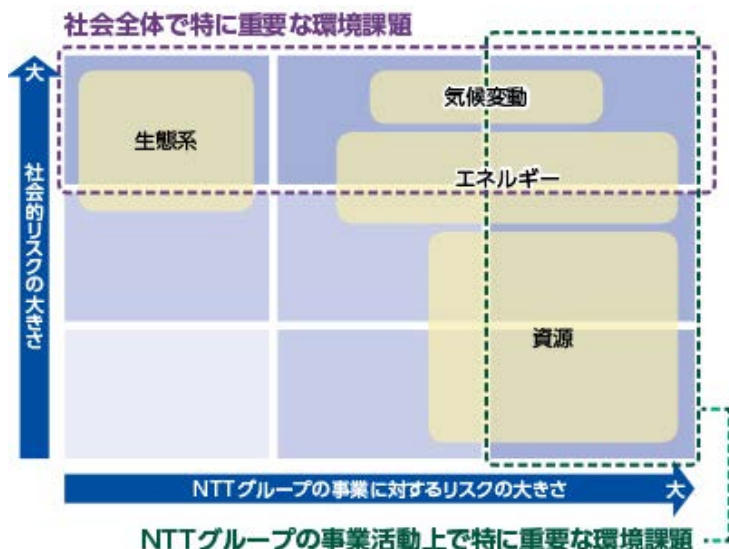 社会全体で特に重要な環境課題
大
社会的リスクの大きさ
気候変動
生態系
エネルギー
資源
NTTグループの事業に対するリスクの大きさ
大
NTTグループの事業活動上で特に重要な環境課題